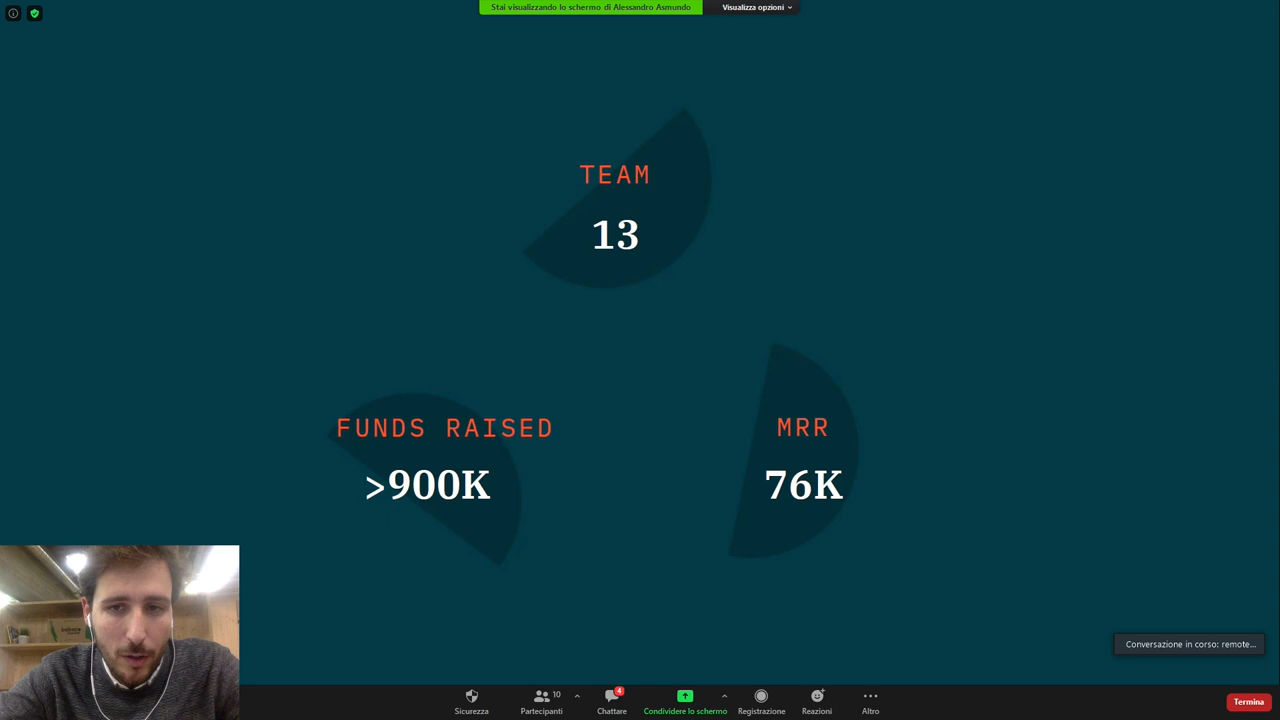 Stai visualizzando lo schermo di Alessandro Asmundo
Visualizza opzioni
TEAM
13
FUNDS RAISED
>900K
MRR
76K
Conversazione in corso: remote...
10
4
Sicurezza
Partecipanti
Chattare
Condividere lo schermo
Registrazione
Reazioni
Altro
Termina